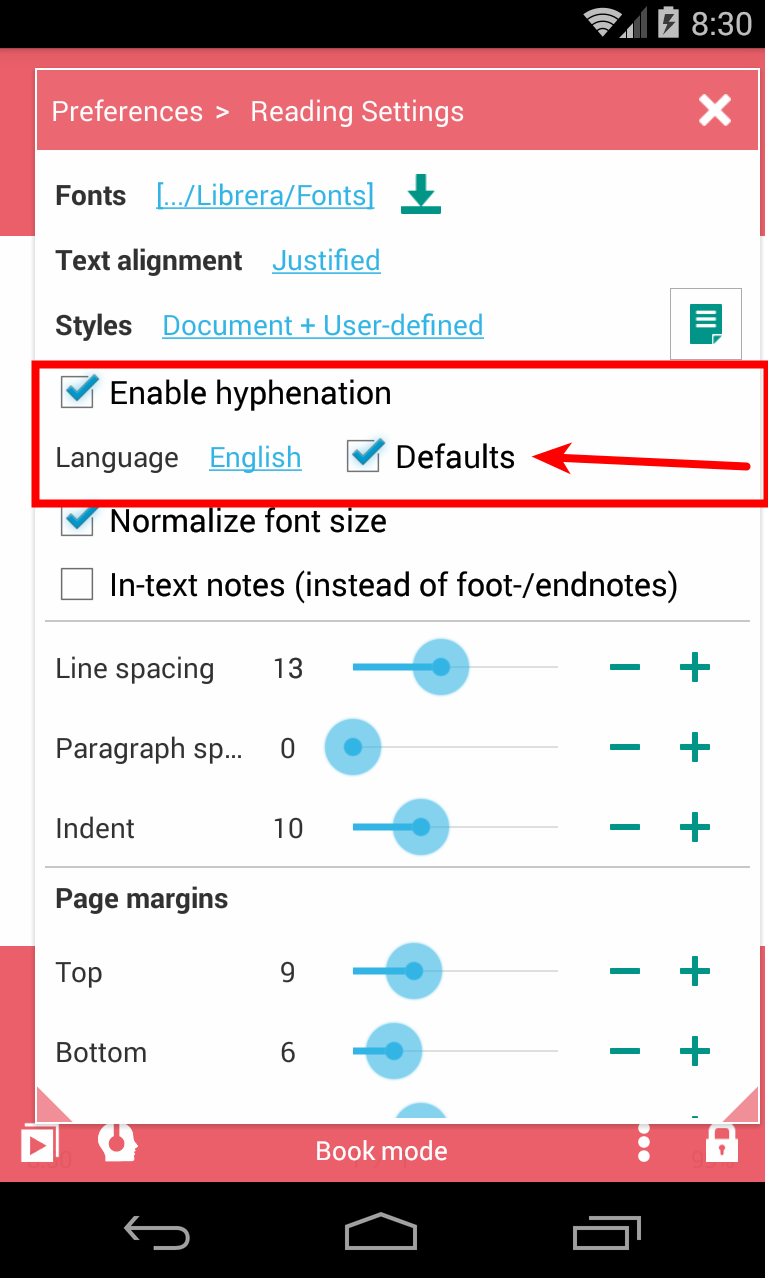 8:30
Preferences > Reading Settings
Fonts [.../Librera/Fonts]
Text alignment Justified
Styles Document + User-defined
Enable hyphenation
Language English Defaults
Normalize font size
In-text notes (instead of foot-/endnotes)
Line spacing 13
Paragraph sp... 0
Indent 10
Page margins
Top 9
Bottom 6
Book mode